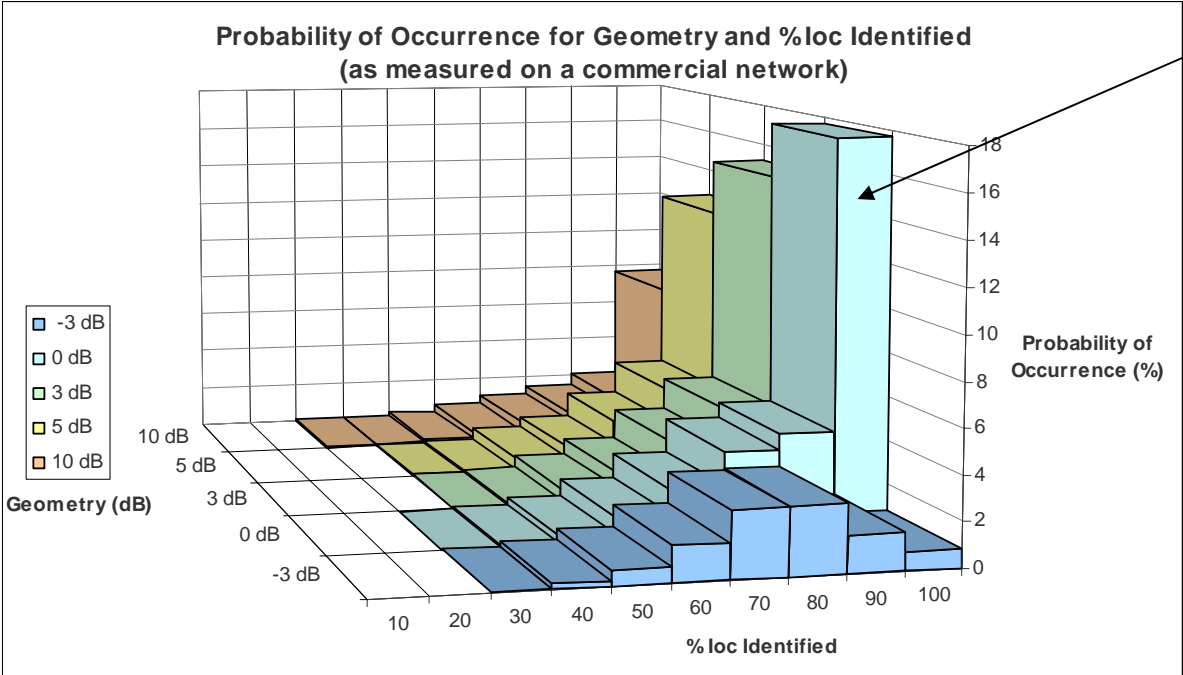 Probability of Occurrence for Geometry and %Ioc Identified
(as measured on a commercial network)
18
16
14
12
10
8
6
4
2
0
Probability of
Occurrence (%)
-3 dB
0 dB
3 dB
5 dB
10 dB
10 dB
5 dB
3 dB
0 dB
-3 dB
Geometry (dB)
10
20
30
40
50
60
70
80
90
100
% Ioc Identified